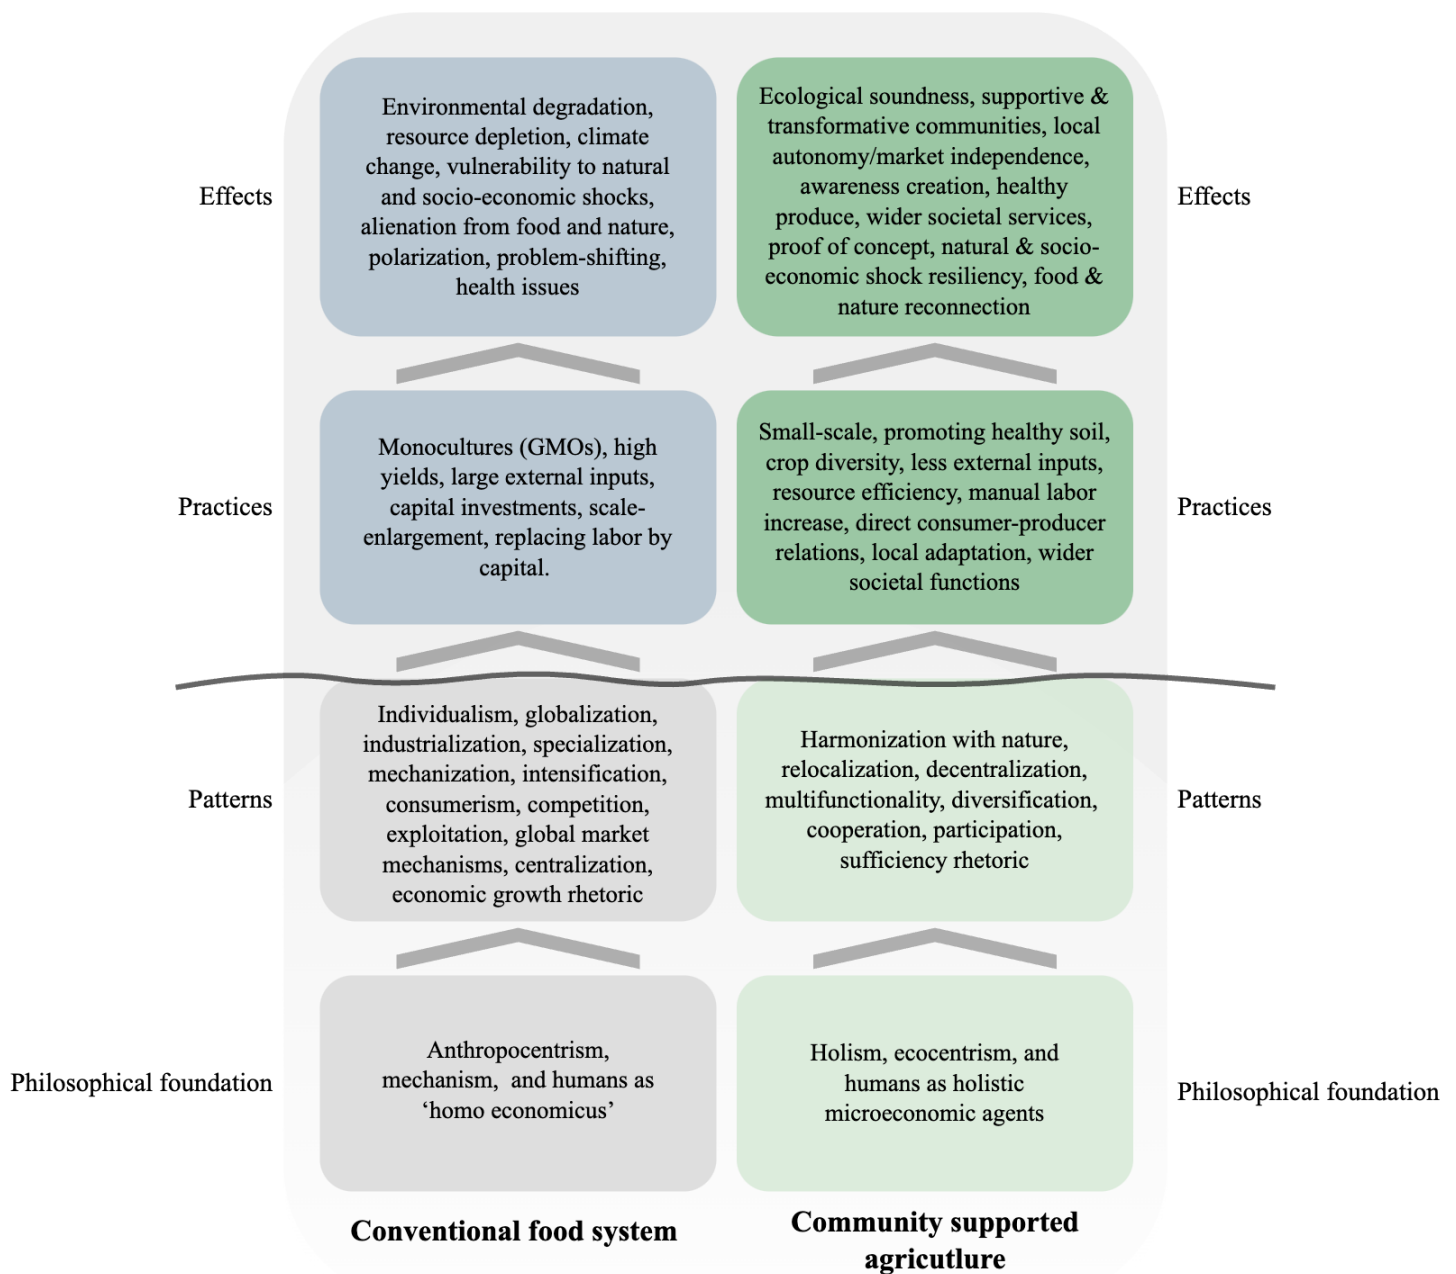 Effects
Environmental degradation,
resource depletion, climate
change, vulnerability to natural
and socio-economic shocks,
alienation from food and nature,
polarization, problem-shifting,
health issues
Ecological soundness, supportive &
transformative communities, local
autonomy/market independence,
awareness creation, healthy
produce, wider societal services,
proof of concept, natural & socio-
economic shock resiliency, food &
nature reconnection
Effects
Practices
Monocultures (GMOs), high
yields, large external inputs,
capital investments, scale-
enlargement, replacing labor by
capital.
Small-scale, promoting healthy soil,
crop diversity, less external inputs,
resource efficiency, manual labor
increase, direct consumer-producer
relations, local adaptation, wider
societal functions
Practices
Patterns
Individualism, globalization,
industrialization, specialization,
mechanization, intensification,
consumerism, competition,
exploitation, global market
mechanisms, centralization,
economic growth rhetoric
Harmonization with nature,
relocalization, decentralization,
multifunctionality, diversification,
cooperation, participation,
sufficiency rhetoric
Patterns
Philosophical foundation
Anthropocentrism,
mechanism,  and humans as
‘homo economicus’
Holism, ecocentrism, and
humans as holistic
microeconomic agents
Philosophical foundation
Conventional food system
Community supported
agricutlure